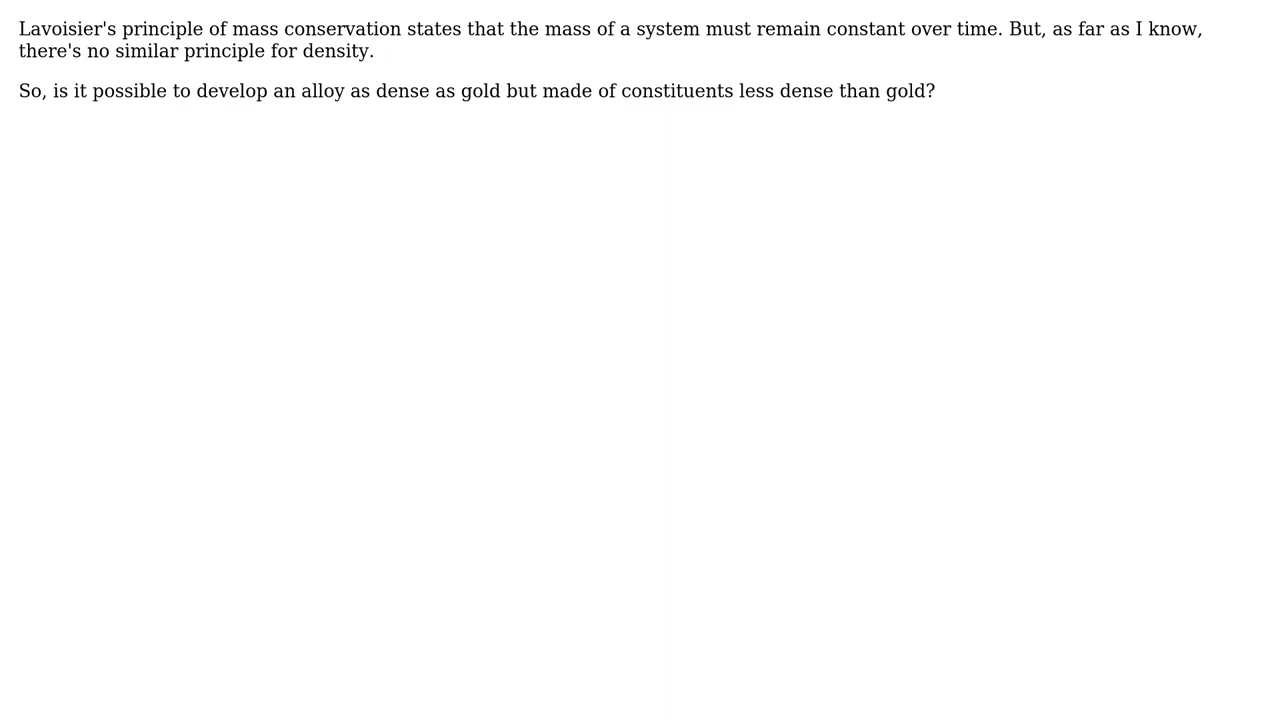 Lavoisier's principle of mass conservation states that the mass of a system must remain constant over time. But, as far as I know,
there's no similar principle for density.
So, is it possible to develop an alloy as dense as gold but made of constituents less dense than gold?